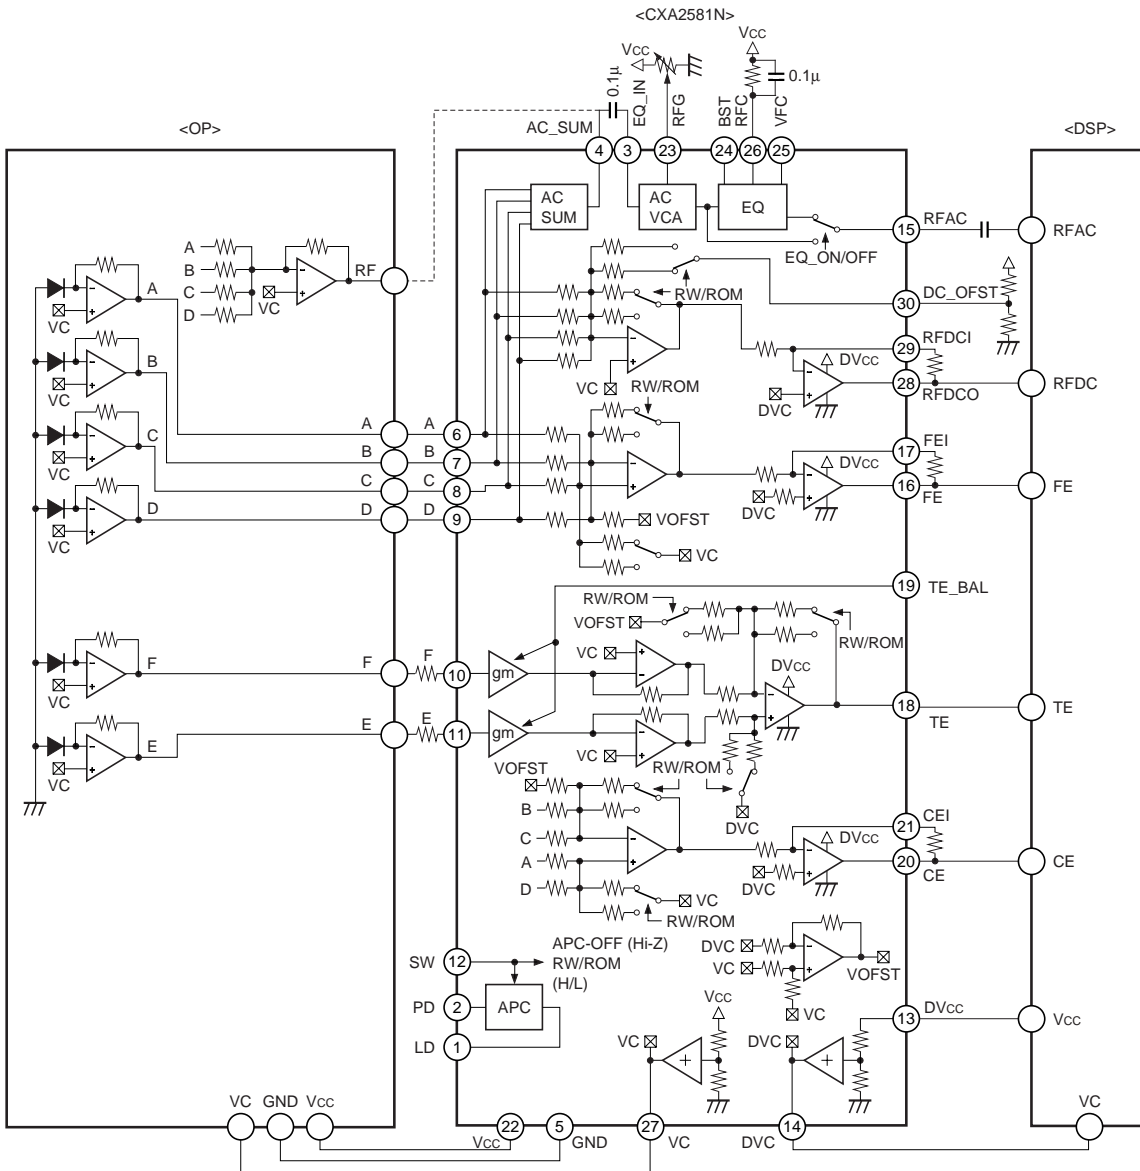 <CXA2581N>
Vcc
Vcc
0.1μ
0.1μ
EQ_IN
RFG
BST
RFC
VFC
<OP>
AC_SUM
<DSP>
4
3
23
24
26
25
AC
SUM
AC
VCA
EQ
15
RFAC
RFAC
EQ_ON/OFF
A
B
C
D
RF
VC
A
VC
RW/ROM
30
DC_OFST
B
VC
29
RFDCI
DVcc
VC
28
RFDCO
RFDC
DVC
RW/ROM
C
VC
A
A
6
B
B
7
C
C
8
D
D
9
17
FEI
DVcc
16
FE
FE
DVC
D
VC
VOFST
VC
19
TE_BAL
RW/ROM
VOFST
RW/ROM
F
VC
F
F
10
gm
VC
DVcc
18
TE
TE
E
VC
E
E
11
gm
VC
RW/ROM
VOFST
B
C
A
D
DVC
21
CEI
DVcc
20
CE
CE
DVC
VC
RW/ROM
SW
12
APC-OFF (Hi-Z)
RW/ROM
(H/L)
DVC
VC
VOFST
VC
PD
2
APC
LD
1
Vcc
VC
DVC
13
DVcc
Vcc
VC
GND
Vcc
22
Vcc
5
GND
27
VC
DVC
14
VC